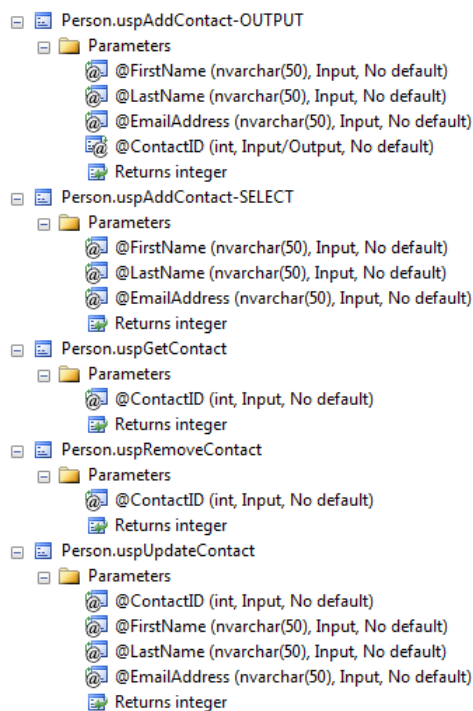 Person.uspAddContact-OUTPUT
Parameters
@FirstName (nvarchar(50), Input, No default)
@LastName (nvarchar(50), Input, No default)
@EmailAddress (nvarchar(50), Input, No default)
@ContactID (int, Input/Output, No default)
Returns integer
Person.uspAddContact-SELECT
Parameters
@FirstName (nvarchar(50), Input, No default)
@LastName (nvarchar(50), Input, No default)
@EmailAddress (nvarchar(50), Input, No default)
Returns integer
Person.uspGetContact
Parameters
@ContactID (int, Input, No default)
Returns integer
Person.uspRemoveContact
Parameters
@ContactID (int, Input, No default)
Returns integer
Person.uspUpdateContact
Parameters
@ContactID (int, Input, No default)
@FirstName (nvarchar(50), Input, No default)
@LastName (nvarchar(50), Input, No default)
@EmailAddress (nvarchar(50), Input, No default)
Returns integer